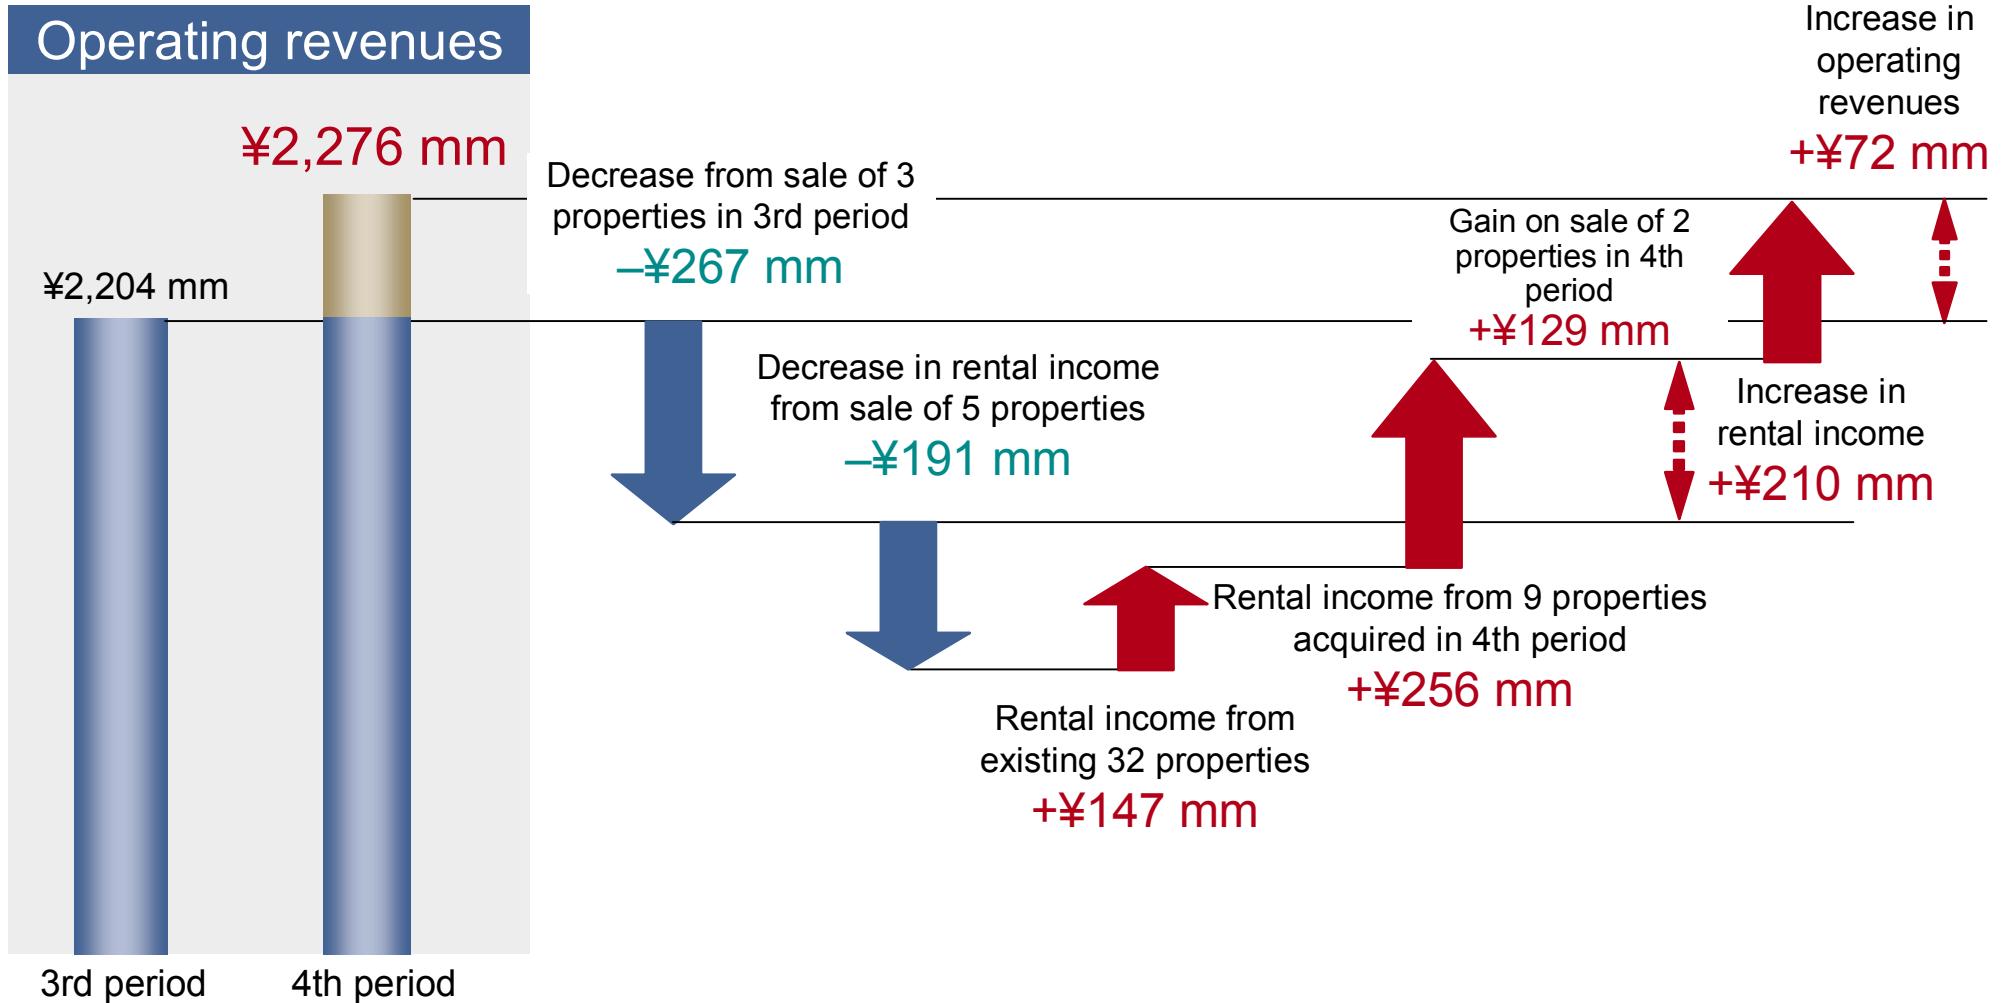 Operating revenues
¥2,276 mm
¥2,204 mm
3rd period
4th period
Decrease from sale of 3
properties in 3rd period
–¥267 mm
Decrease in rental income
from sale of 5 properties
–¥191 mm
Rental income from
existing 32 properties
+¥147 mm
Rental income from 9 properties
acquired in 4th period
+¥256 mm
Gain on sale of 2
properties in 4th
period
+¥129 mm
Increase in
rental income
+¥210 mm
Increase in
operating
revenues
+¥72 mm